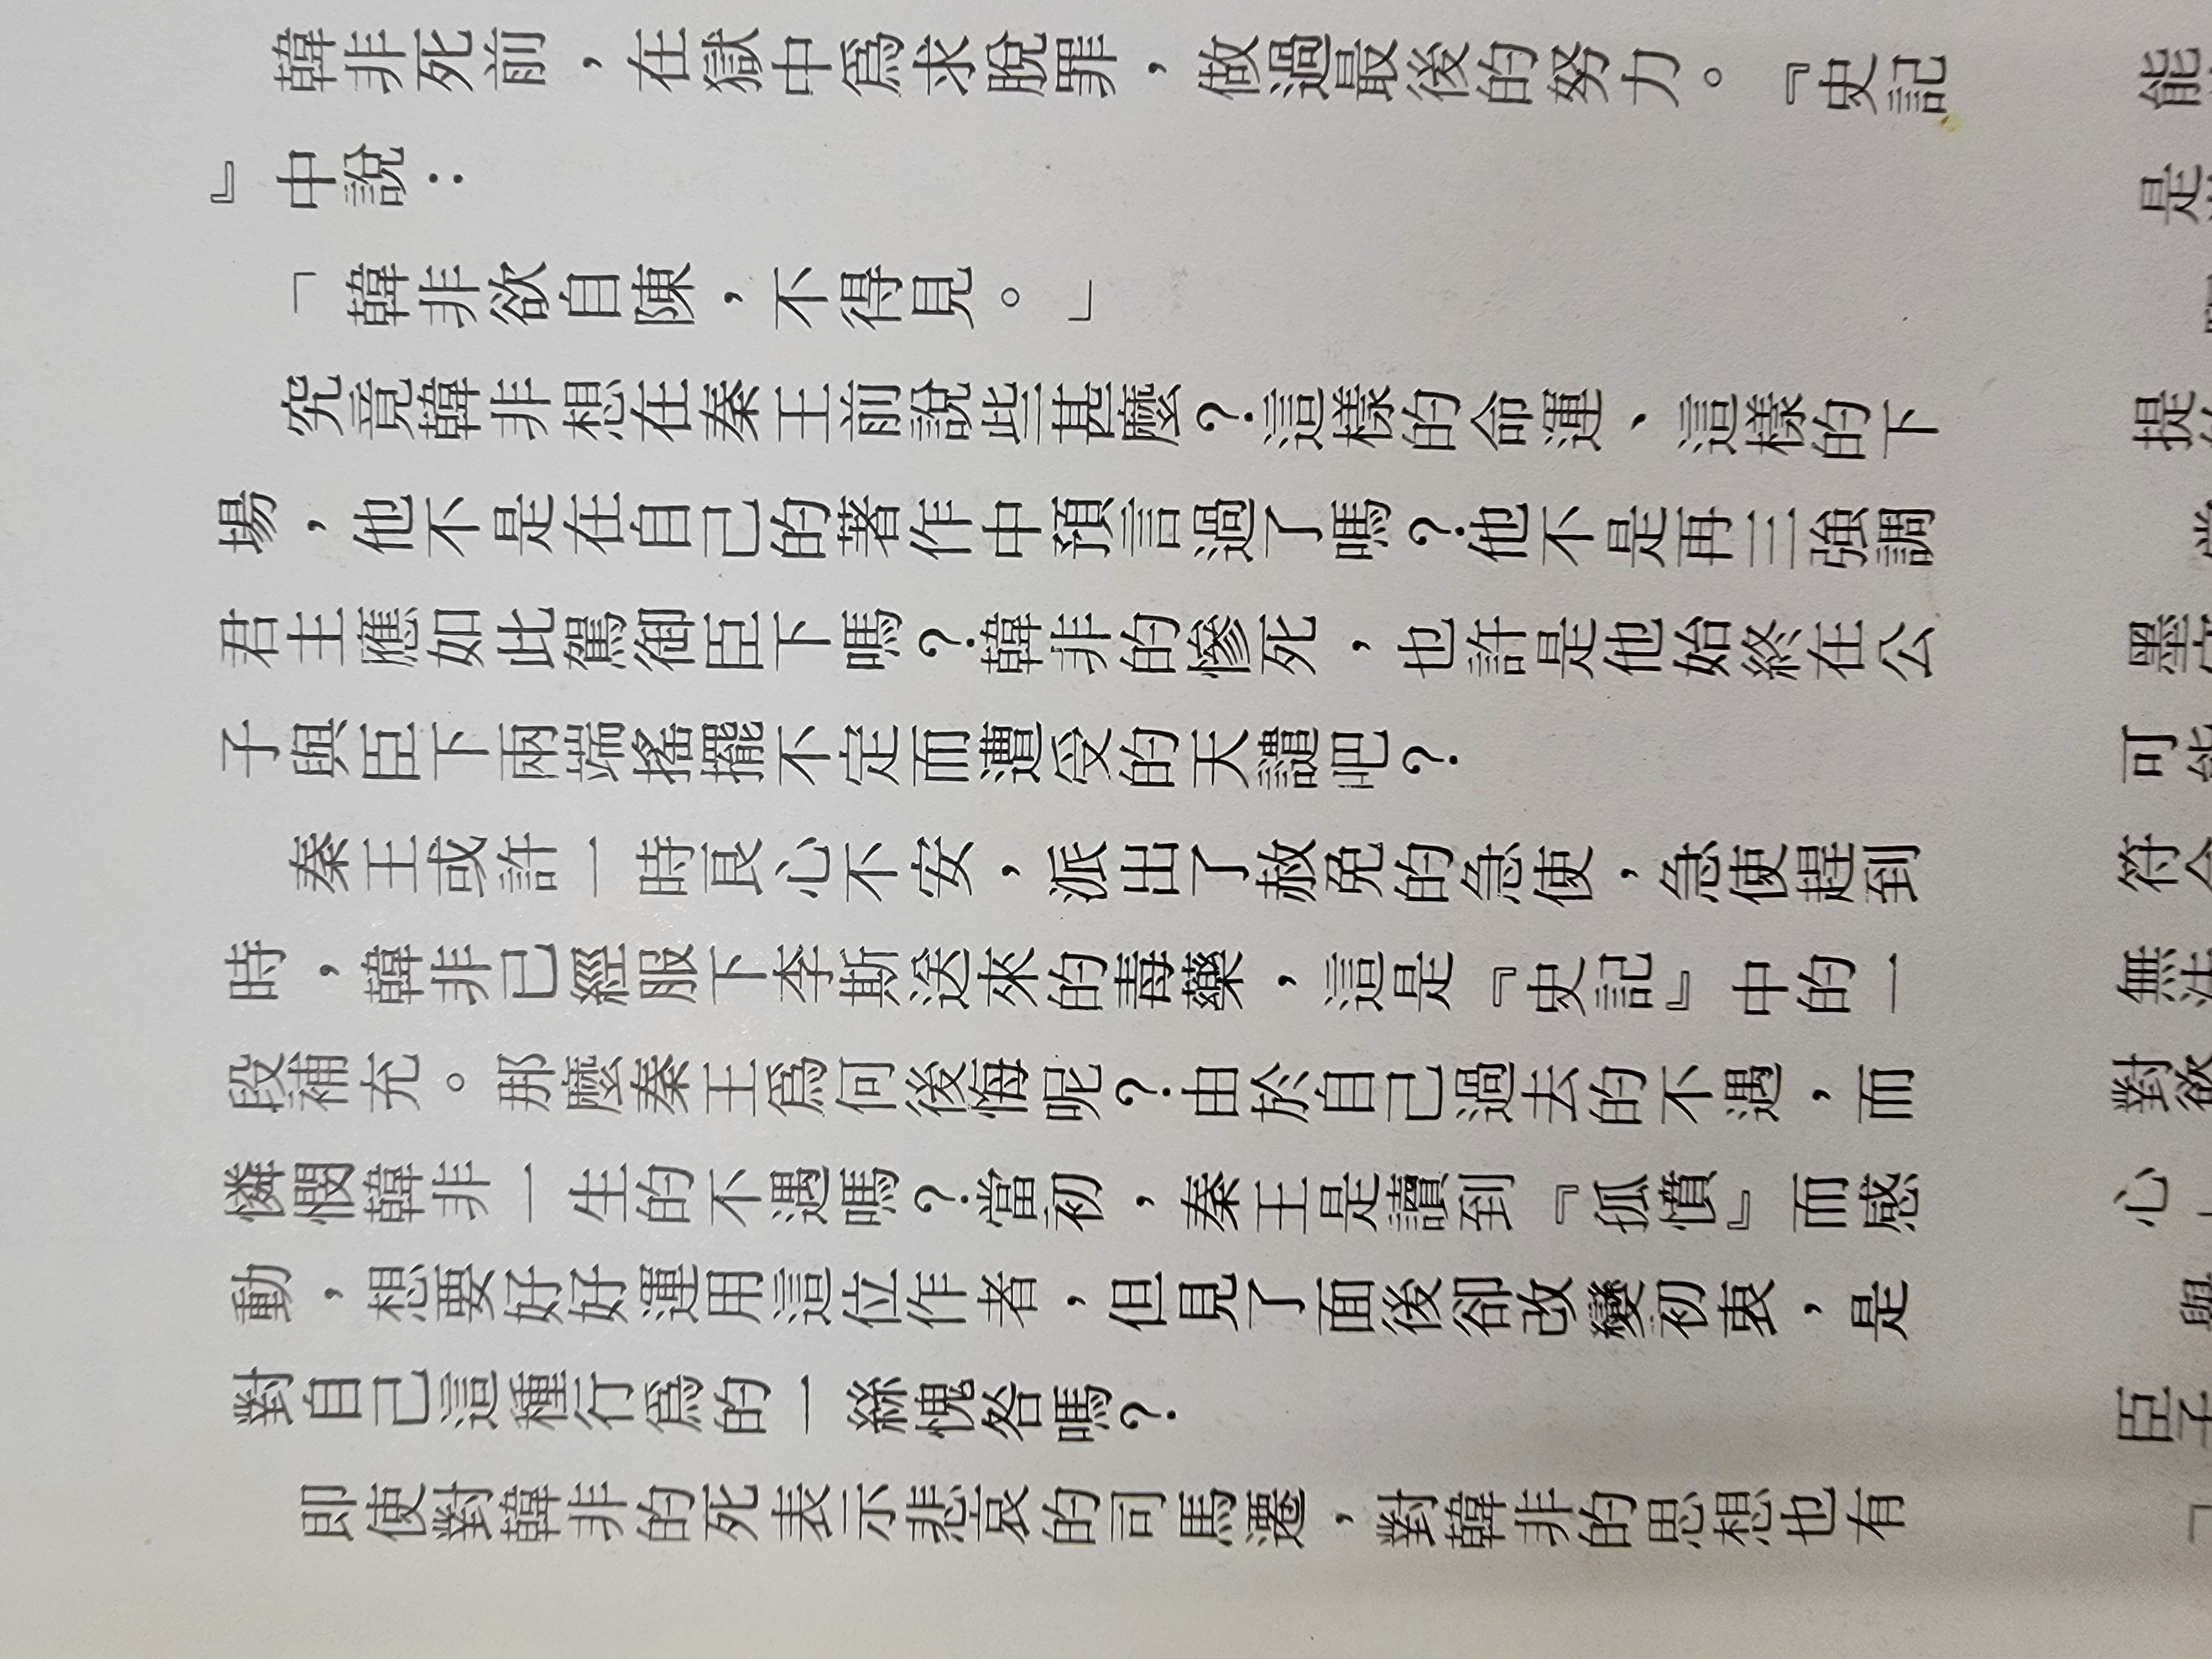 韓非死前，在獄中爲求脫罪，做過最後的努力。『史記
』中說：
「韓非欲自陳，不得見。」
究竟韓非想在秦王前說些甚麼？這樣的命運、這樣的下
場，他不是在自己的著作中預言過了嗎？他不是再三強調
君主應如此駕御臣下嗎？韓非的慘死，也許是他始終在公
子與臣下兩端搖擺不定而遭受的天譴吧？
秦王或許一時良心不安，派出了赦免的急使，急使趕到
時，韓非已經服下李斯送來的毒藥，這是『史記』中的一
段補充。那麼秦王爲何後悔呢？由於自己過去的不遇，而
憐憫韓非一生的不遇嗎？當初，秦王是讀到『孤憤』而感
動，想要好好運用這位作者，但見了面後卻改變初衷，是
對自己這種行爲的一絲愧咎嗎？
即使對韓非的死表示悲哀的司馬遷，對韓非的思想也有
能
是
提
墨
可
符
無
對欲
心
臣子
「